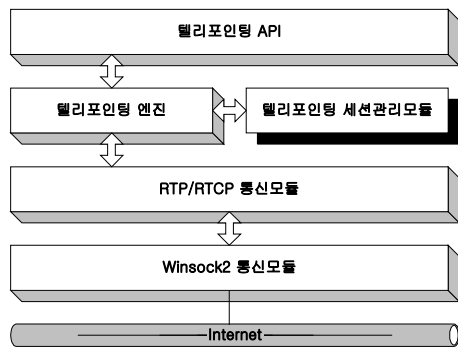 텔리포인팅 API
텔리포인팅 엔진
텔리포인팅 세션관리모듈
RTP/RTCP 통신모듈
Winsock2 통신모듈
Internet